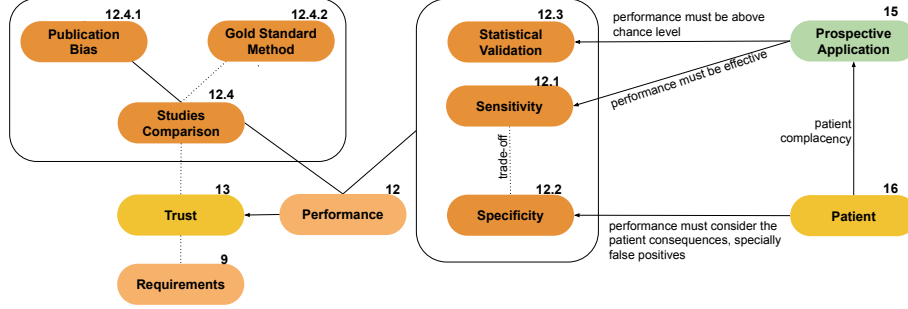 12.4.1
Publication
Bias
12.4.2
Gold Standard
Method
12.4
Studies
Comparison
13
Trust
12
Performance
9
Requirements
12.3
Statistical
Validation
12.1
Sensitivity
trade-off
12.2
Specificity
performance must be above
chance level
performance must be effective
15
Prospective
Application
patient
complacency
16
Patient
performance must consider the
patient consequences, specially
false positives